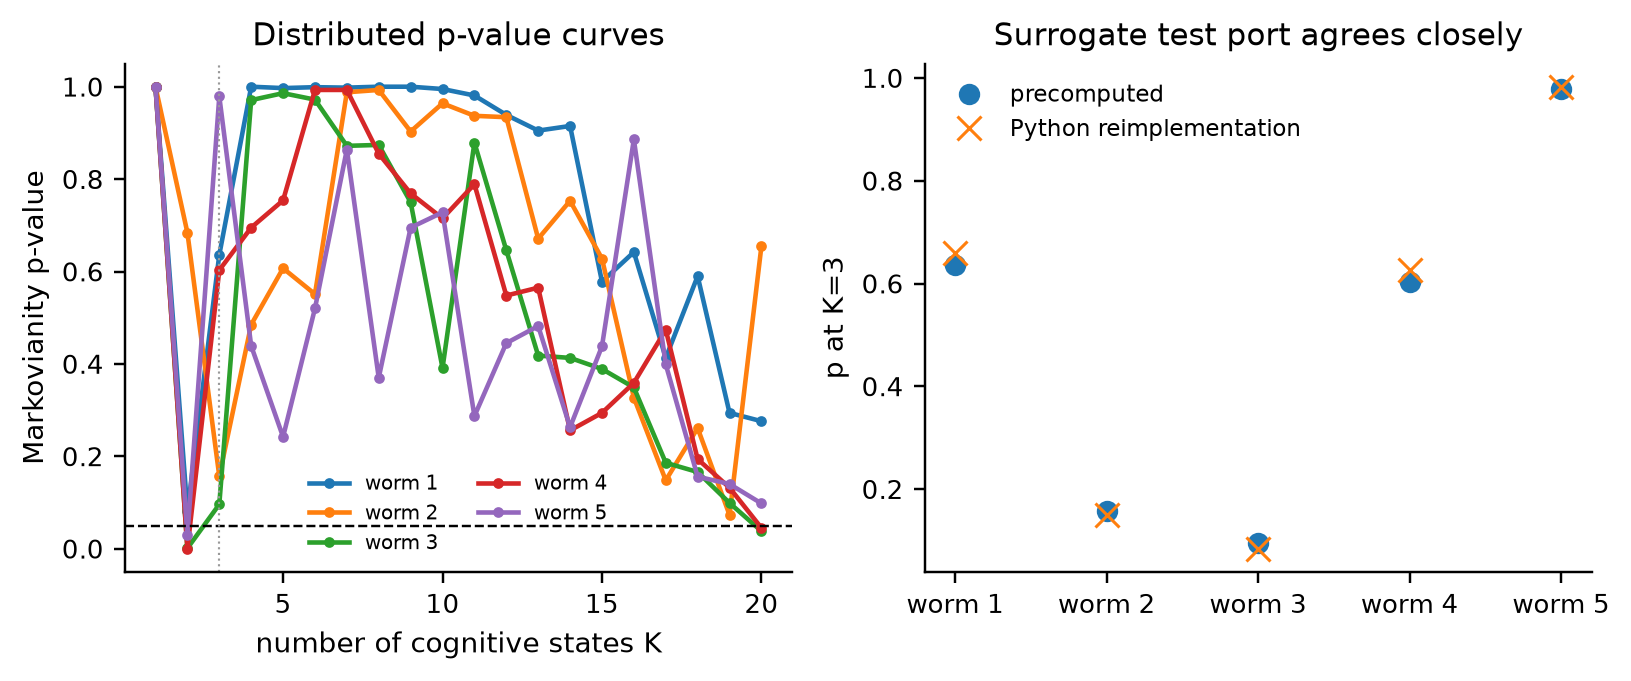 Distributed p-value curves
Markovianity p-value
1.0
0.8
0.6
0.4
0.2
0.0
worm 1
worm 2
worm 3
worm 4
worm 5
5 10 15 20
number of cognitive states K
Surrogate test port agrees closely
precomputed
Python reimplementation
p at K=3
1.0
0.8
0.6
0.4
0.2
worm 1 worm 2 worm 3 worm 4 worm 5